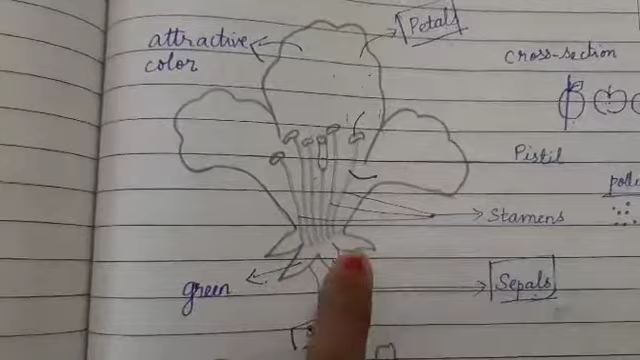 Petals
attractive
color
cross-section
Pistil
Stamens
green
Sepals